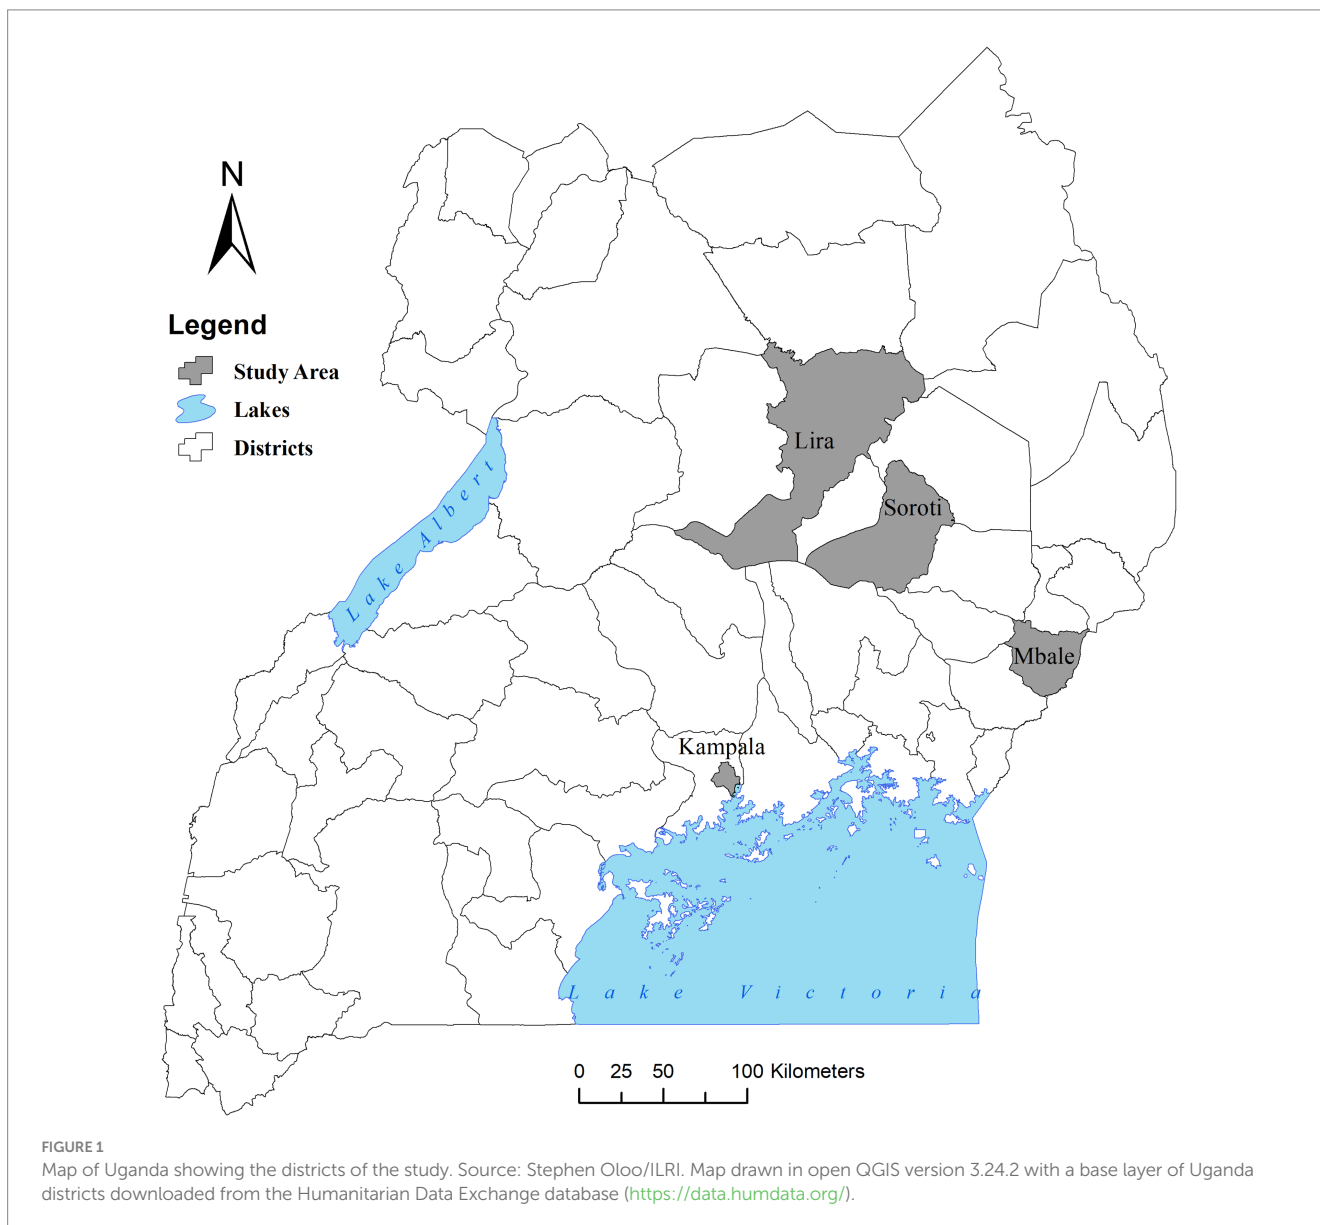 N
Legend
Study Area
Lakes
Districts
Lake Albert
Lira
Soroti
Mbale
Kampala
Lake Victoria
0 25 50 100 Kilometers
FIGURE 1
Map of Uganda showing the districts of the study. Source: Stephen Oloo/ILRI. Map drawn in open QGIS version 3.24.2 with a base layer of Uganda
districts downloaded from the Humanitarian Data Exchange database (https://data.humdata.org/).